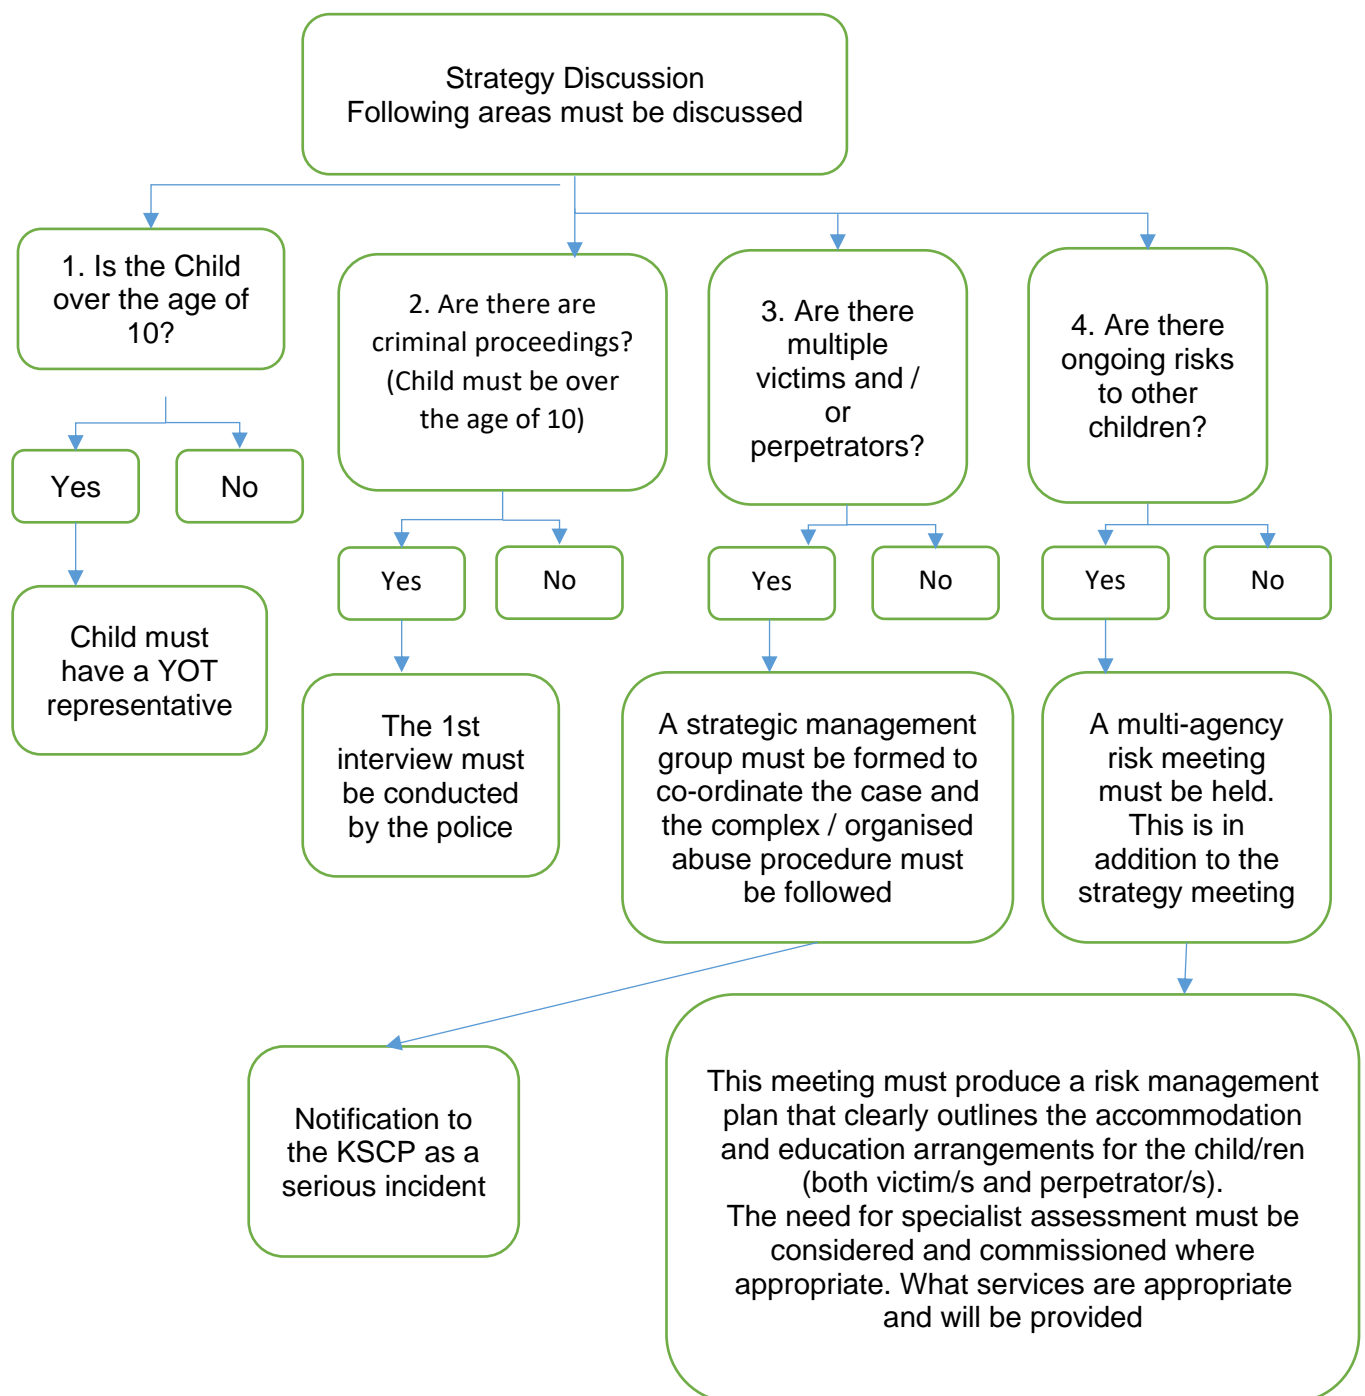 Strategy Discussion
Following areas must be discussed
1. Is the Child
over the age of
10?
Yes
No
Child must
have a YOT
representative
2. Are there are
criminal proceedings?
(Child must be over
the age of 10)
Yes
No
The 1st
interview must
be conducted
by the police
3. Are there
multiple
victims and /
or
perpetrators?
Yes
No
A strategic management
group must be formed to
co-ordinate the case and
the complex / organised
abuse procedure must
be followed
Notification to
the KSCP as a
serious incident
4. Are there
ongoing risks
to other
children?
Yes
No
A multi-agency
risk meeting
must be held.
This is in
addition to the
strategy meeting
This meeting must produce a risk management
plan that clearly outlines the accommodation
and education arrangements for the child/ren
(both victim/s and perpetrator/s).
The need for specialist assessment must be
considered and commissioned where
appropriate. What services are appropriate
and will be provided